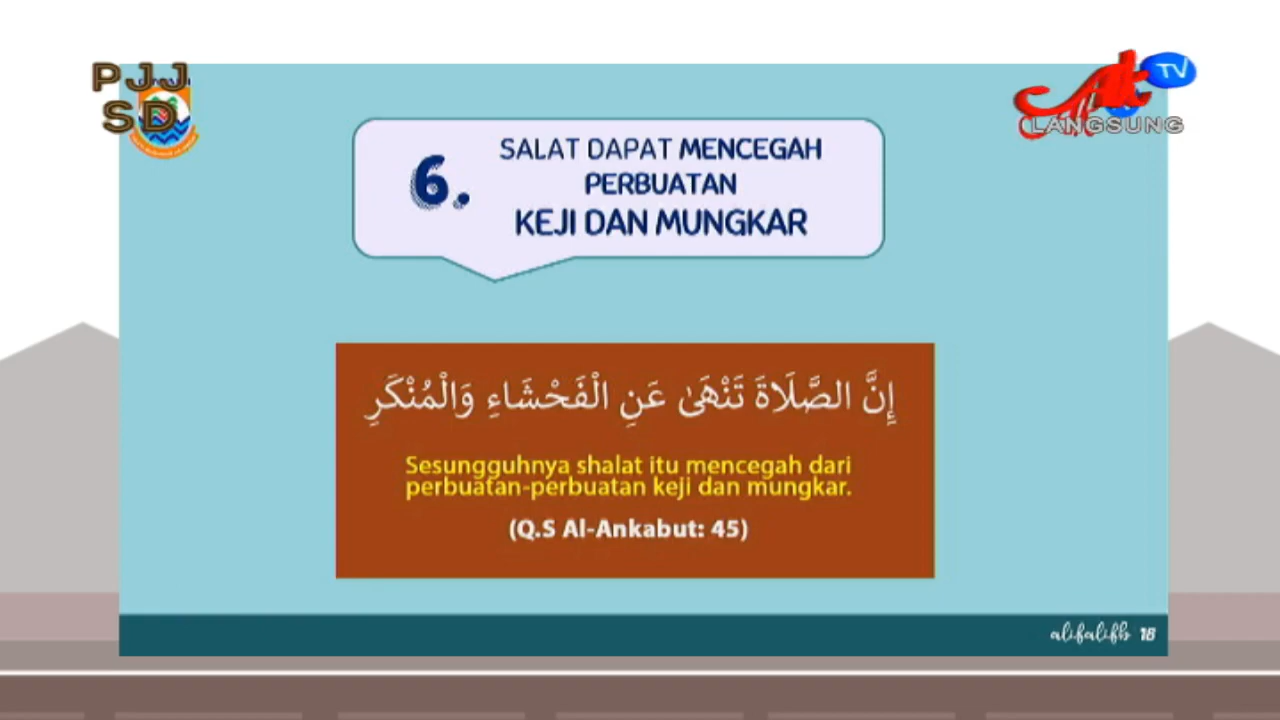 PJJ
SD
TV
LANGSUNG
6.
SALAT DAPAT MENCEGAH
PERBUATAN
KEJI DAN MUNGKAR
إِنَّ الصَّلَاةَ تَنْهَىٰ عَنِ الْفَحْشَاءِ وَالْمُنْكَرِ
Sesungguhnya shalat itu mencegah dari
perbuatan-perbuatan keji dan mungkar.
(Q.S Al-Ankabut: 45)
alifalifb 18